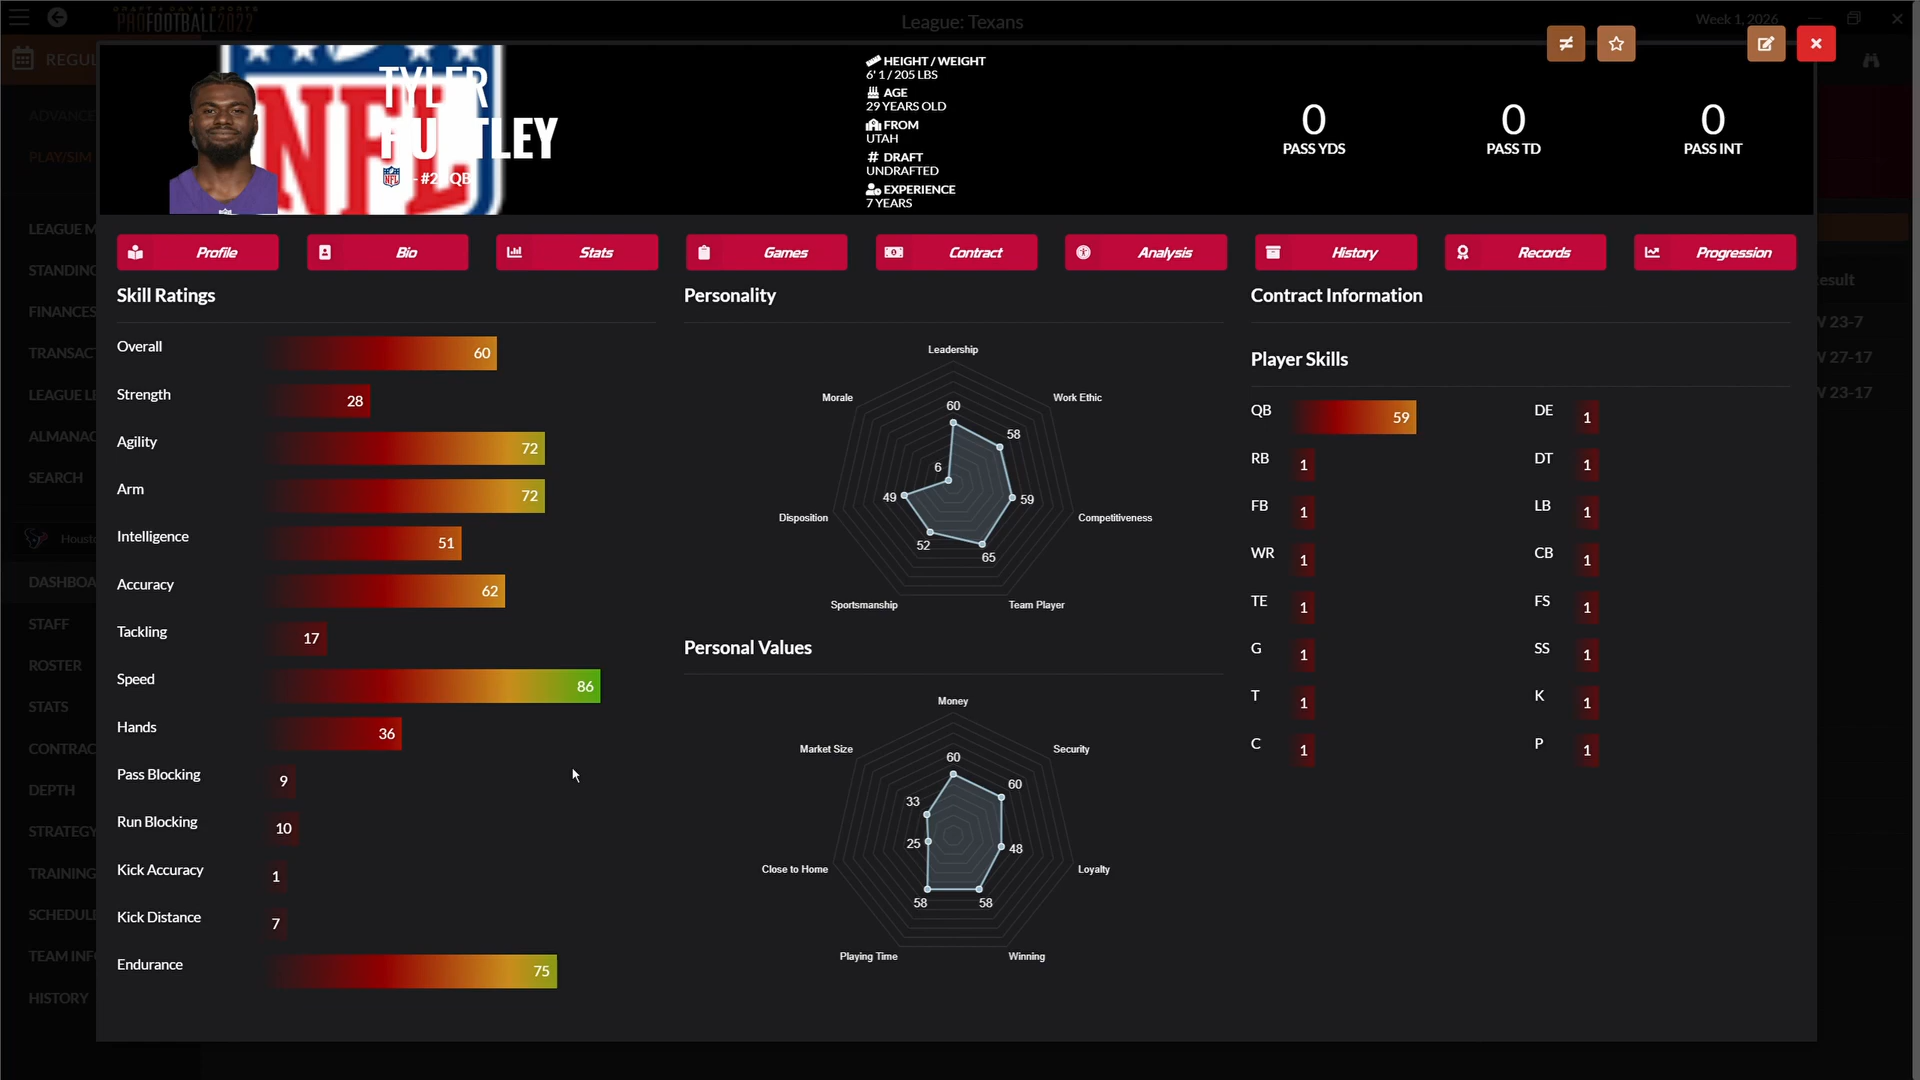 DRAFT DAY SPORTS
PROFOOTBALL2022
League: Texans
Week 1, 2026
REGUL
ADVANCE
PLAY/SIM
LEAGUE M
STANDING
FINANCES
TRANSAC
LEAGUE LE
ALMANAC
SEARCH
Housto
DASHBOA
STAFF
ROSTER
STATS
CONTRAC
DEPTH
STRATEGY
TRAINING
SCHEDUL
TEAM INF
HISTORY
TYLER
HUNTLEY
NFL
HEIGHT / WEIGHT
6' 1 / 205 LBS
AGE
29 YEARS OLD
FROM
UTAH
# DRAFT
UNDRAFTED
EXPERIENCE
7 YEARS
0
PASS YDS
0
PASS TD
0
PASS INT
Profile
Bio
Stats
Games
Contract
Analysis
History
Records
Progression
Skill Ratings
Overall 60
Strength 28
Agility 72
Arm 72
Intelligence 51
Accuracy 62
Tackling 17
Speed 86
Hands 36
Pass Blocking 9
Run Blocking 10
Kick Accuracy 1
Kick Distance 7
Endurance 75
Personality
Leadership
Morale
Work Ethic
60
58
6
49
59
Disposition
Competitiveness
52
65
Sportsmanship
Team Player
Personal Values
Money
Market Size
Security
60
60
33
25
48
Close to Home
Loyalty
58
58
Playing Time
Winning
Contract Information
Player Skills
QB 59
RB 1
FB 1
WR 1
TE 1
G 1
T 1
C 1
DE 1
DT 1
LB 1
CB 1
FS 1
SS 1
K 1
P 1
esult
W 23-7
W 27-17
W 23-17